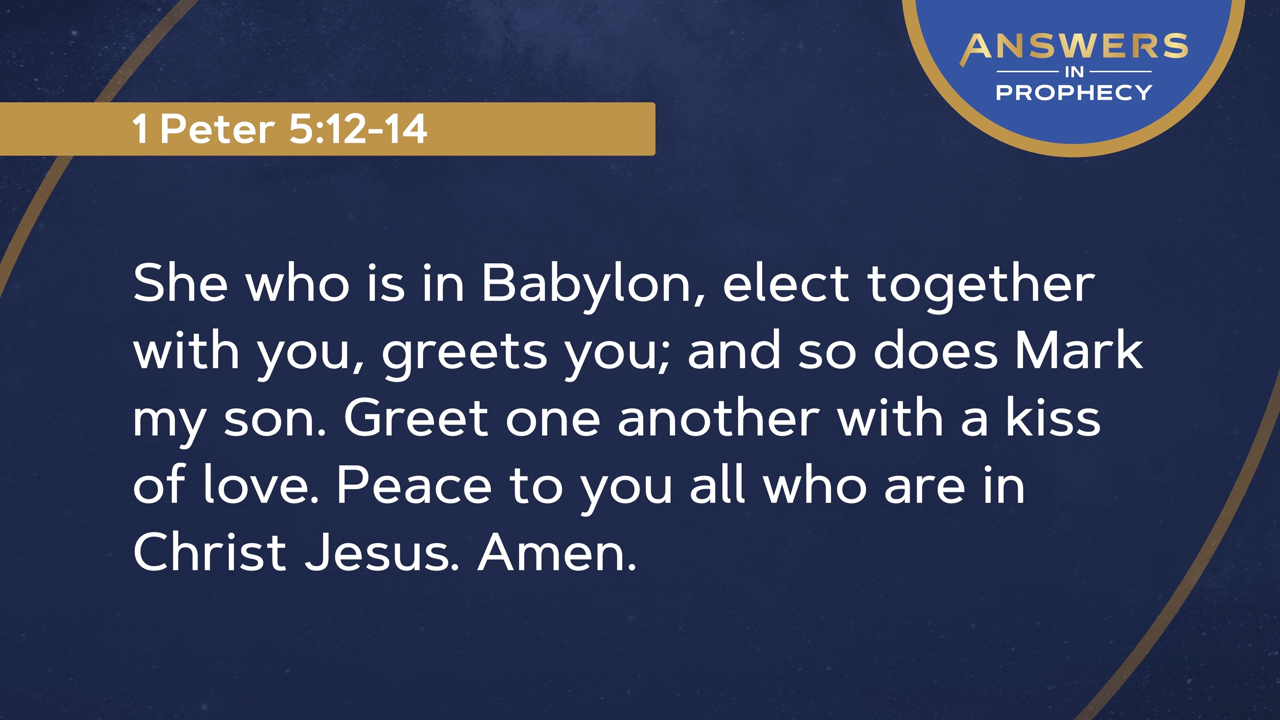 ANSWERS
IN
PROPHECY
1 Peter 5:12-14
She who is in Babylon, elect together
with you, greets you; and so does Mark
my son. Greet one another with a kiss
of love. Peace to you all who are in
Christ Jesus. Amen.